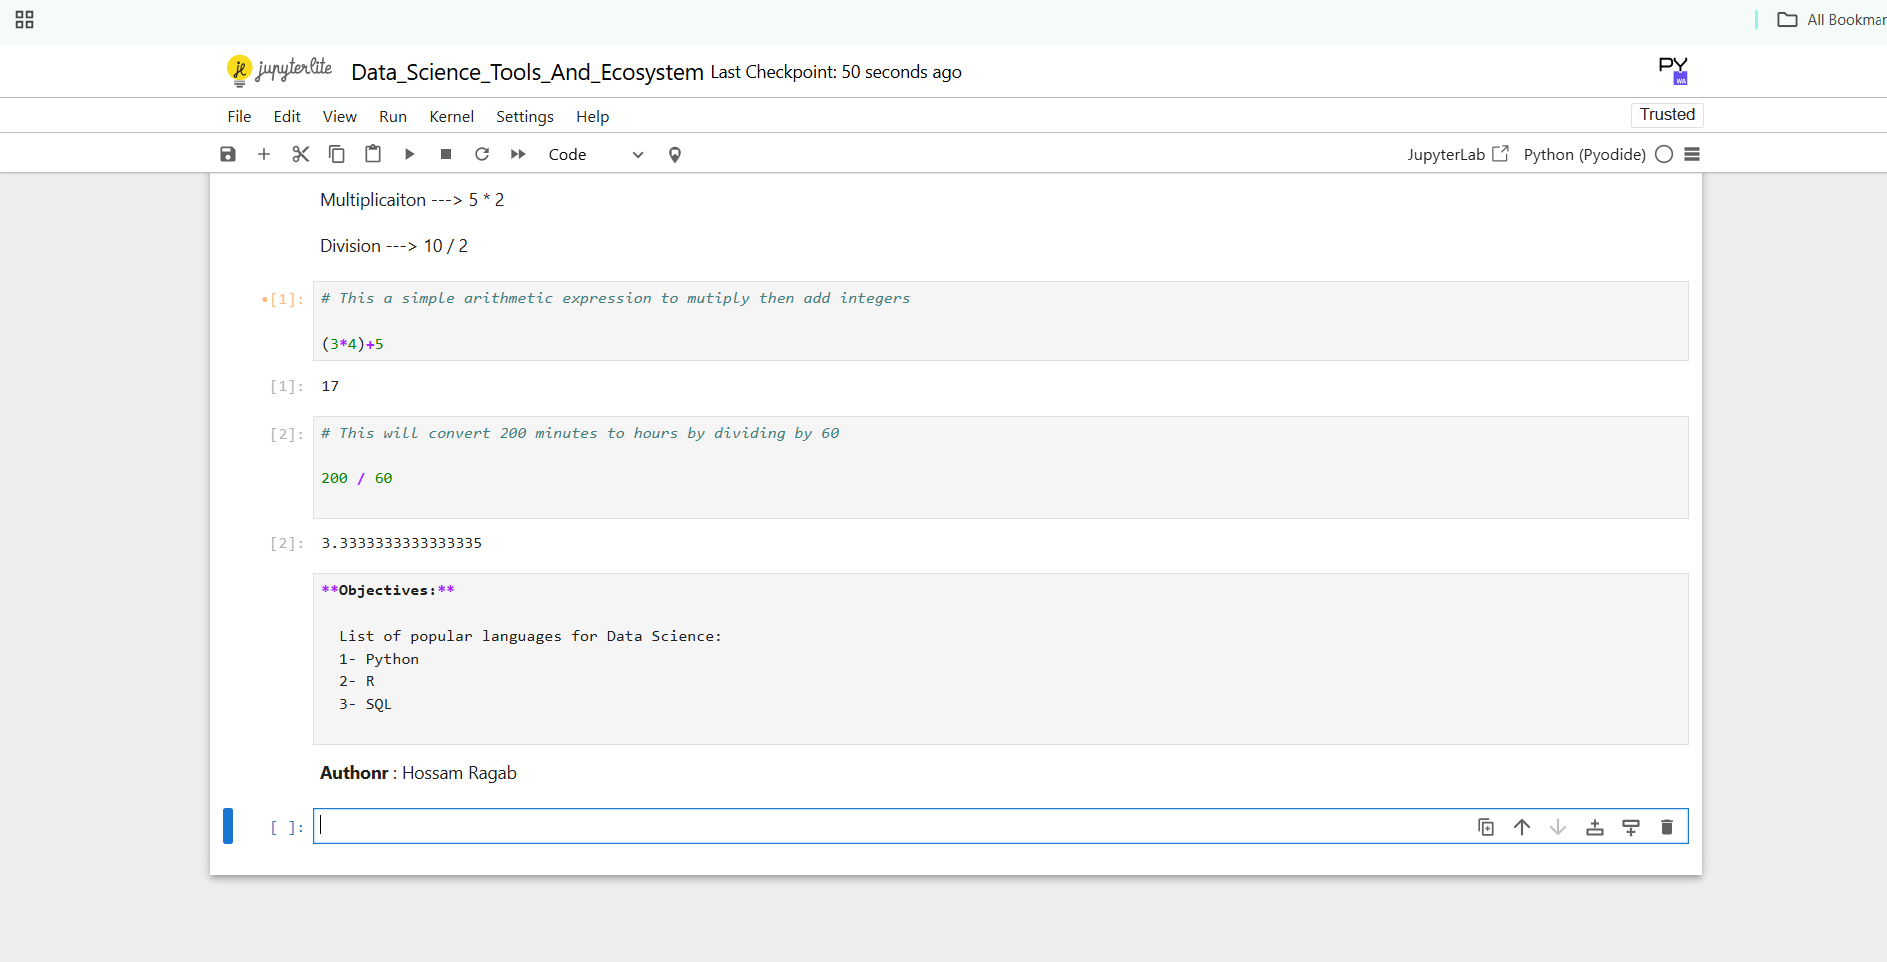 All Bookmar
jupyterlite Data_Science_Tools_And_Ecosystem Last Checkpoint: 50 seconds ago PY WA
File Edit View Run Kernel Settings Help Trusted
Code JupyterLab Python (Pyodide)
Multiplicaiton ---> 5 * 2
Division ---> 10 / 2
•[1]: # This a simple arithmetic expression to mutiply then add integers
(3*4)+5
[1]: 17
[2]: # This will convert 200 minutes to hours by dividing by 60
200 / 60
[2]: 3.3333333333333335
**Objectives:**
List of popular languages for Data Science:
1- Python
2- R
3- SQL
Authonr : Hossam Ragab
[ ]: